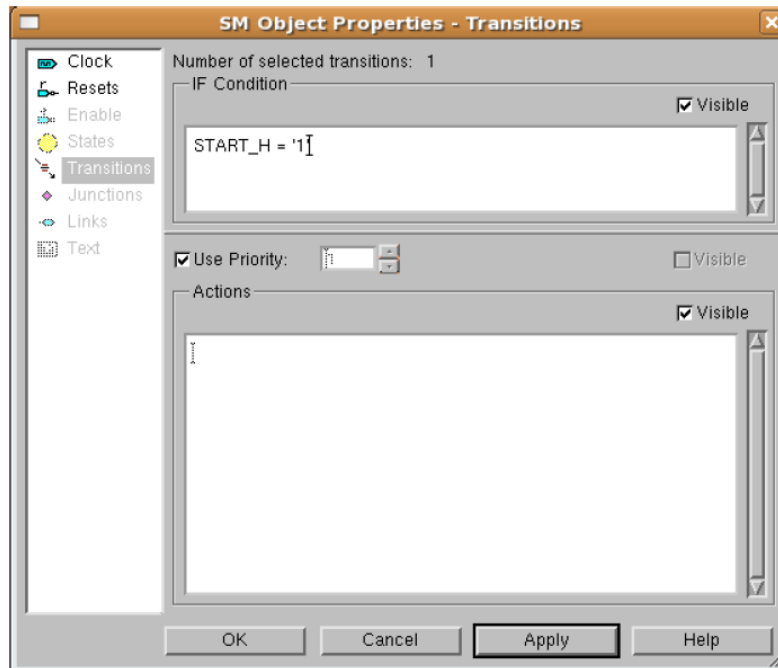 SM Object Properties - Transitions
Clock
Resets
Enable
States
Transitions
Junctions
Links
Text
Number of selected transitions: 1
IF Condition
Visible
START_H = '1
Use Priority: 1
Visible
Actions
Visible
OK Cancel Apply Help